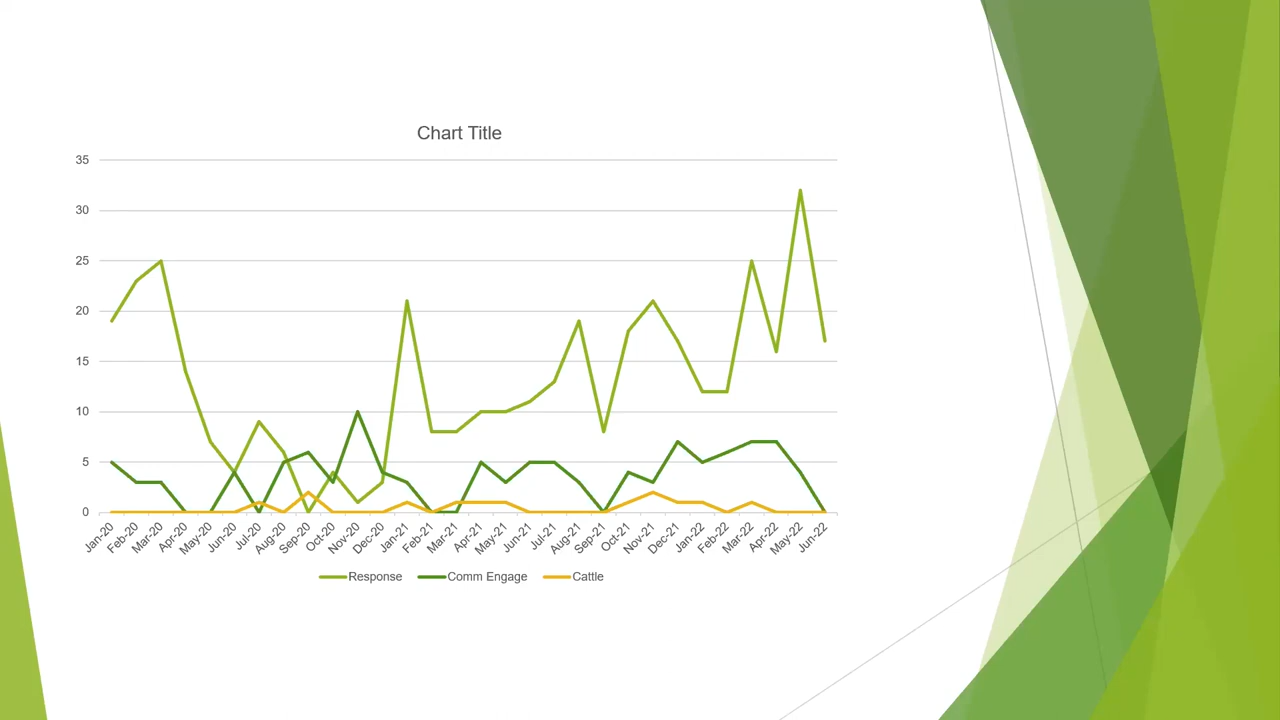 Chart Title
35
30
25
20
15
10
5
0
Jan-20 Feb-20 Mar-20 Apr-20 May-20 Jun-20 Jul-20 Aug-20 Sep-20 Oct-20 Nov-20 Dec-20 Jan-21 Feb-21 Mar-21 Apr-21 May-21 Jun-21 Jul-21 Aug-21 Sep-21 Oct-21 Nov-21 Dec-21 Jan-22 Feb-22 Mar-22 Apr-22 May-22 Jun-22
Response Comm Engage Cattle